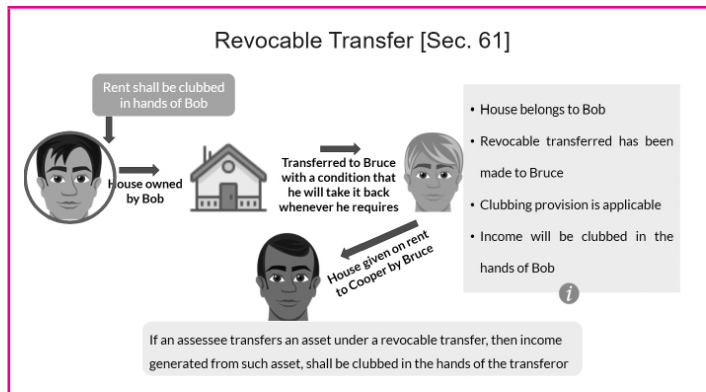 Revocable Transfer [Sec. 61]
Rent shall be clubbed
in hands of Bob
House owned
by Bob
Transferred to Bruce
with a condition that
he will take it back
whenever he requires
House given on rent
to Cooper by Bruce
• House belongs to Bob
• Revocable transferred has been
made to Bruce
• Clubbing provision is applicable
• Income will be clubbed in the
hands of Bob
i
If an assessee transfers an asset under a revocable transfer, then income
generated from such asset, shall be clubbed in the hands of the transferor